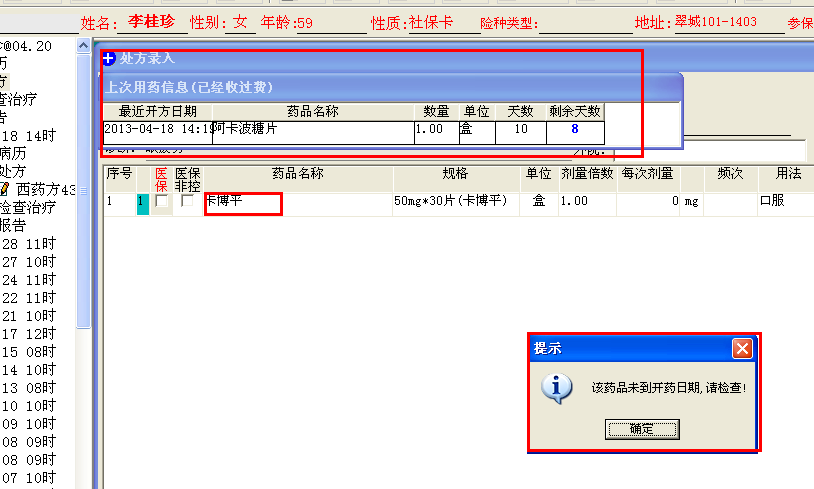 姓名: 李桂珍 性别: 女 年龄:59 性质:社保卡 险种类型: 地址: 翠城101-1403 参保
@04.20
历
方
查治疗
告
18 14时
病历
处方
西药方43
检查治疗
报告
28 11时
27 10时
24 11时
22 11时
21 10时
17 12时
15 08时
14 10时
13 08时
10 10时
09 10时
08 09时
08 09时
07 10时
处方录入
上次用药信息(已经收过费)
最近开方日期 药品名称 数量 单位 天数 剩余天数
2013-04-18 14:19 阿卡波糖片 1.00 盒 10 8
序号 医保 医保非控 药品名称 规格 单位 剂量倍数 每次剂量 频次 用法
1 1 卡博平 50mg*30片(卡博平) 盒 1.00 0 mg 口服
提示
该药品未到开药日期,请检查!
确定